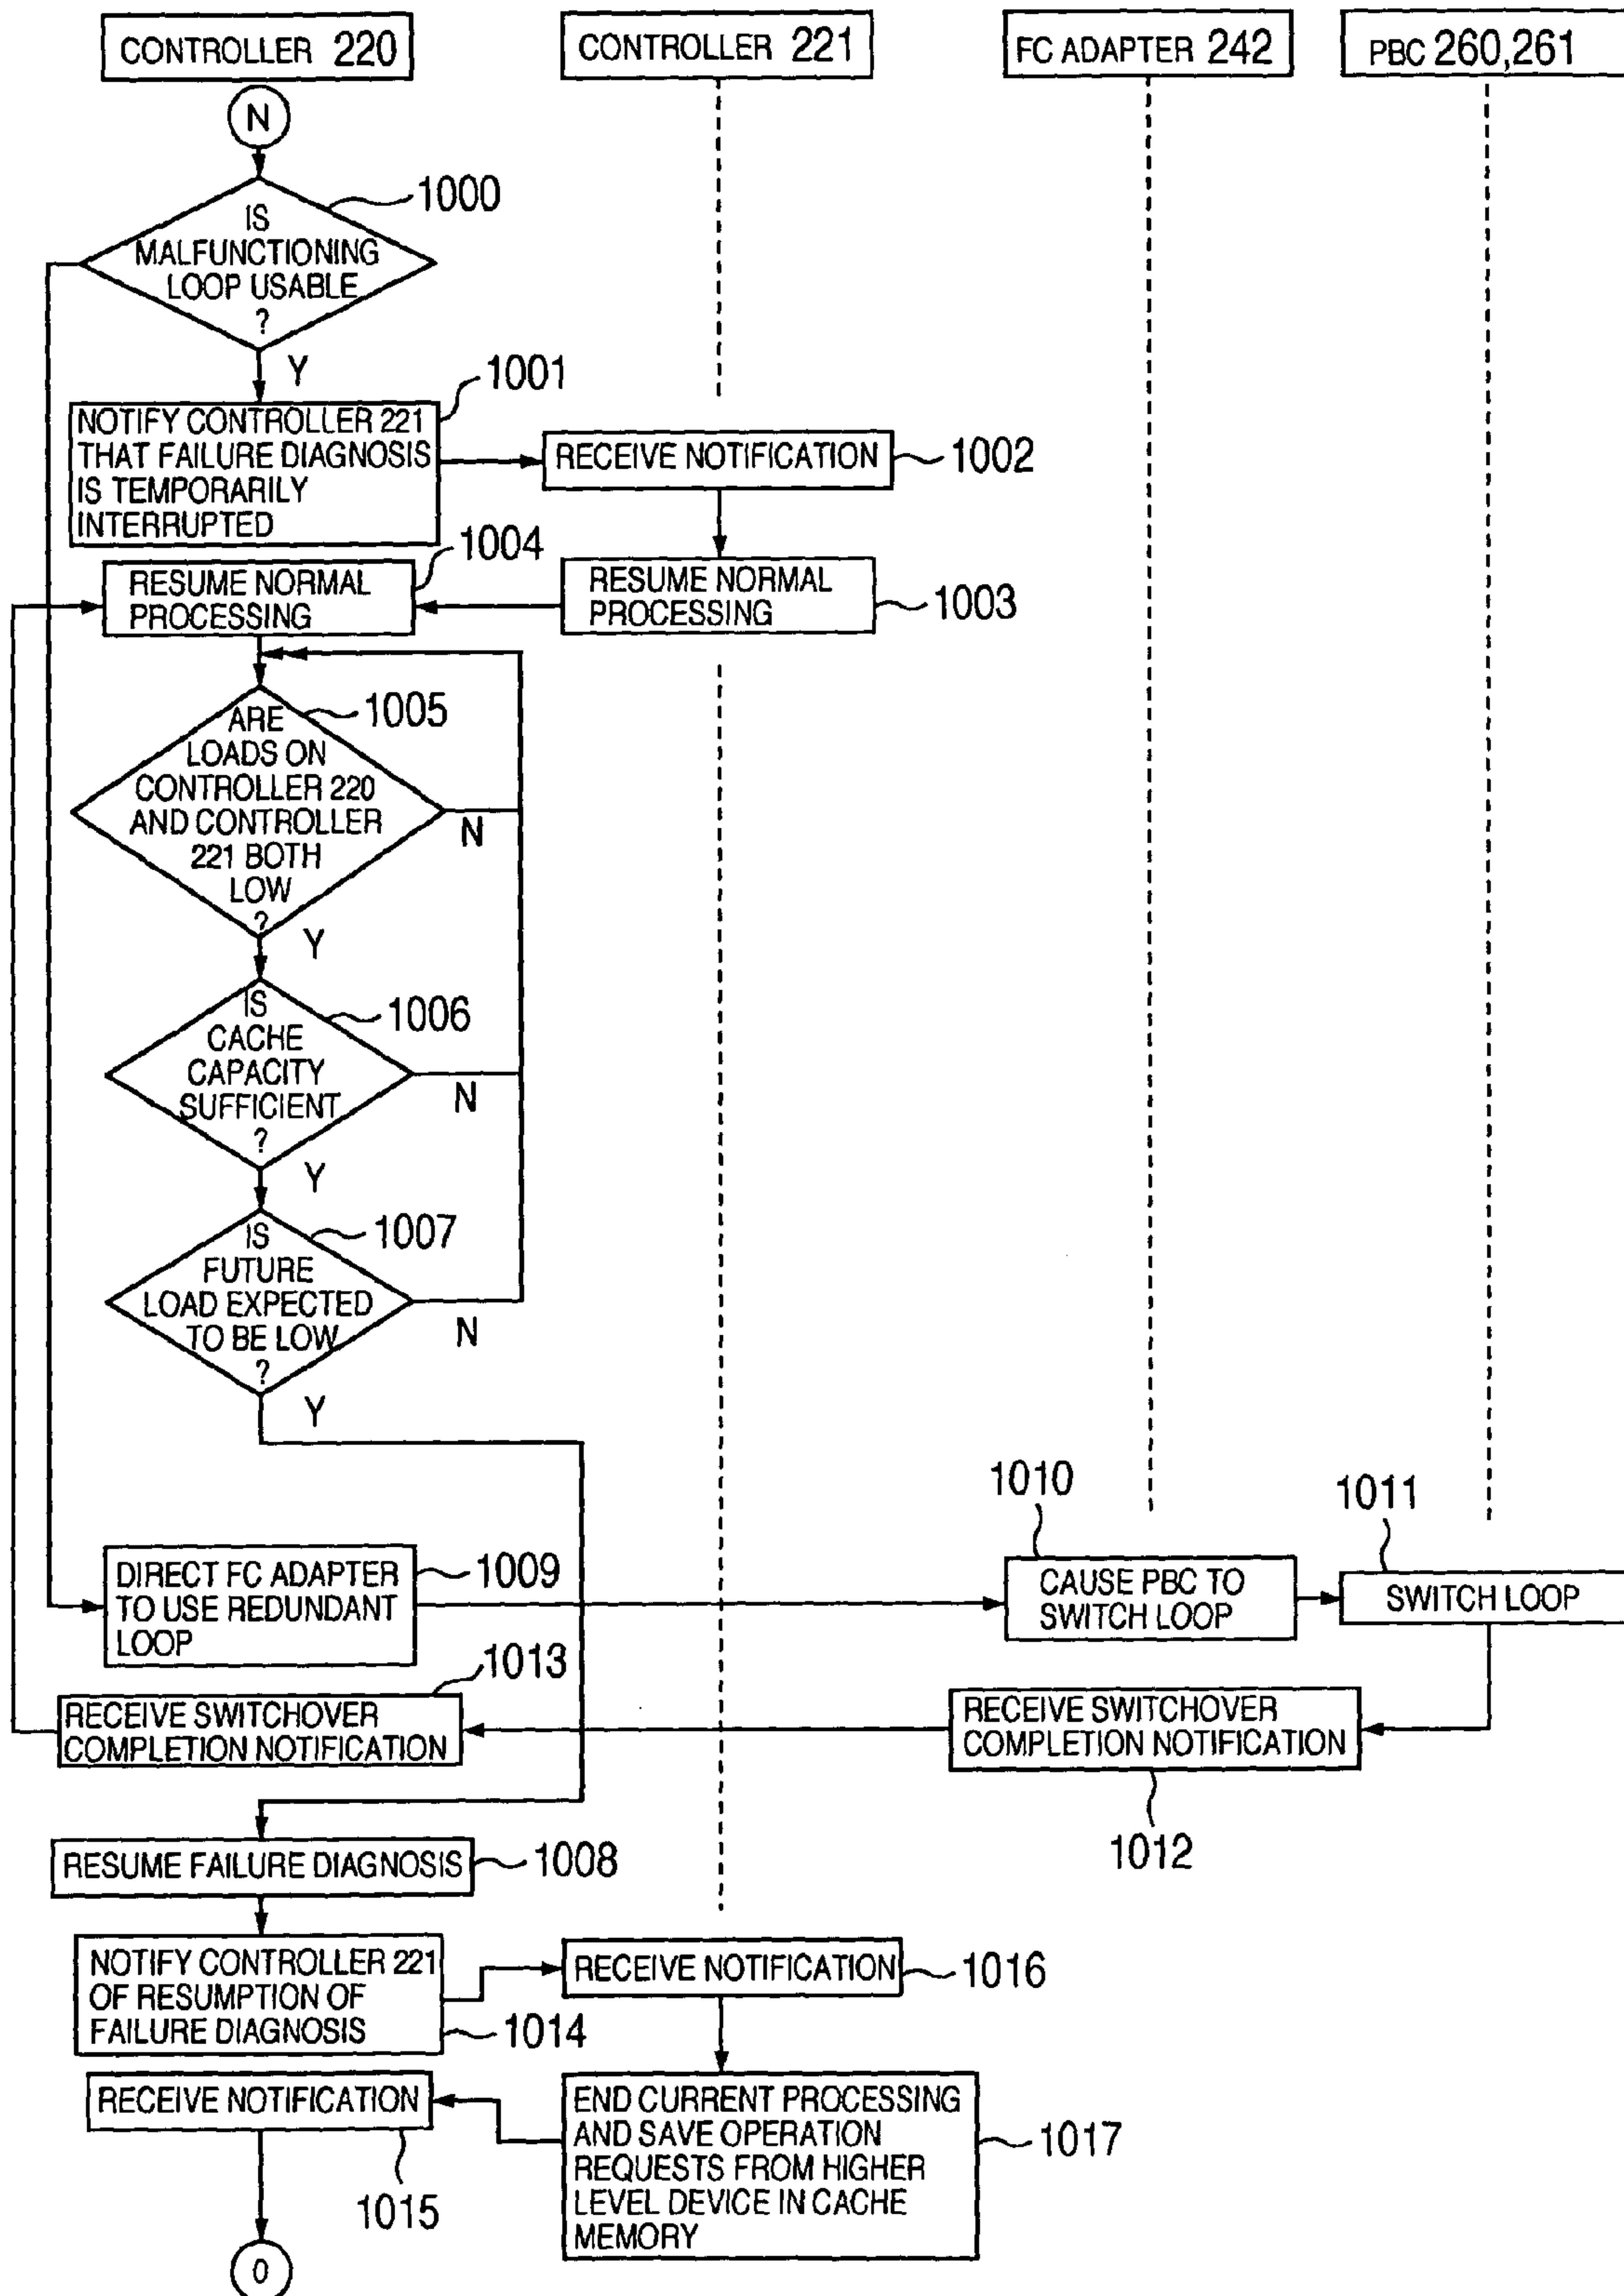 CONTROLLER 220
CONTROLLER 221
FC ADAPTER 242
PBC 260,261
N
1000
IS
MALFUNCTIONING
LOOP USABLE
?
Y
1001
NOTIFY CONTROLLER 221
THAT FAILURE DIAGNOSIS
IS TEMPORARILY
INTERRUPTED
RECEIVE NOTIFICATION
1002
1004
RESUME NORMAL
PROCESSING
RESUME NORMAL
PROCESSING
1003
1005
ARE
LOADS ON
CONTROLLER 220
AND CONTROLLER
221 BOTH
LOW
?
N
Y
1006
IS
CACHE
CAPACITY
SUFFICIENT
?
N
Y
1007
IS
FUTURE
LOAD EXPECTED
TO BE LOW
?
N
Y
1010
1011
DIRECT FC ADAPTER
TO USE REDUNDANT
LOOP
1009
CAUSE PBC TO
SWITCH LOOP
SWITCH LOOP
1013
RECEIVE SWITCHOVER
COMPLETION NOTIFICATION
RECEIVE SWITCHOVER
COMPLETION NOTIFICATION
1012
RESUME FAILURE DIAGNOSIS
1008
NOTIFY CONTROLLER 221
OF RESUMPTION OF
FAILURE DIAGNOSIS
1014
RECEIVE NOTIFICATION
1016
RECEIVE NOTIFICATION
1015
END CURRENT PROCESSING
AND SAVE OPERATION
REQUESTS FROM HIGHER
LEVEL DEVICE IN CACHE
MEMORY
1017
O